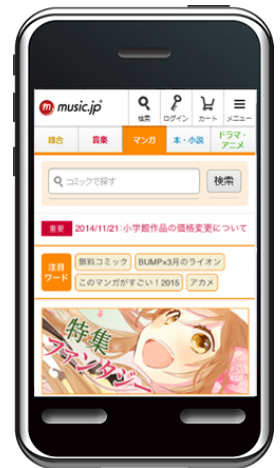 music.jp
検索 ログイン カート メニュー
総合 音楽 マンガ 本・小説 ドラマ・アニメ
コミックで探す 検索
重要 2014/11/21:小学館作品の価格変更について
注目ワード
無料コミック BUMP×3月のライオン
このマンガがすごい！2015 アカメ
特集
ファンタジー